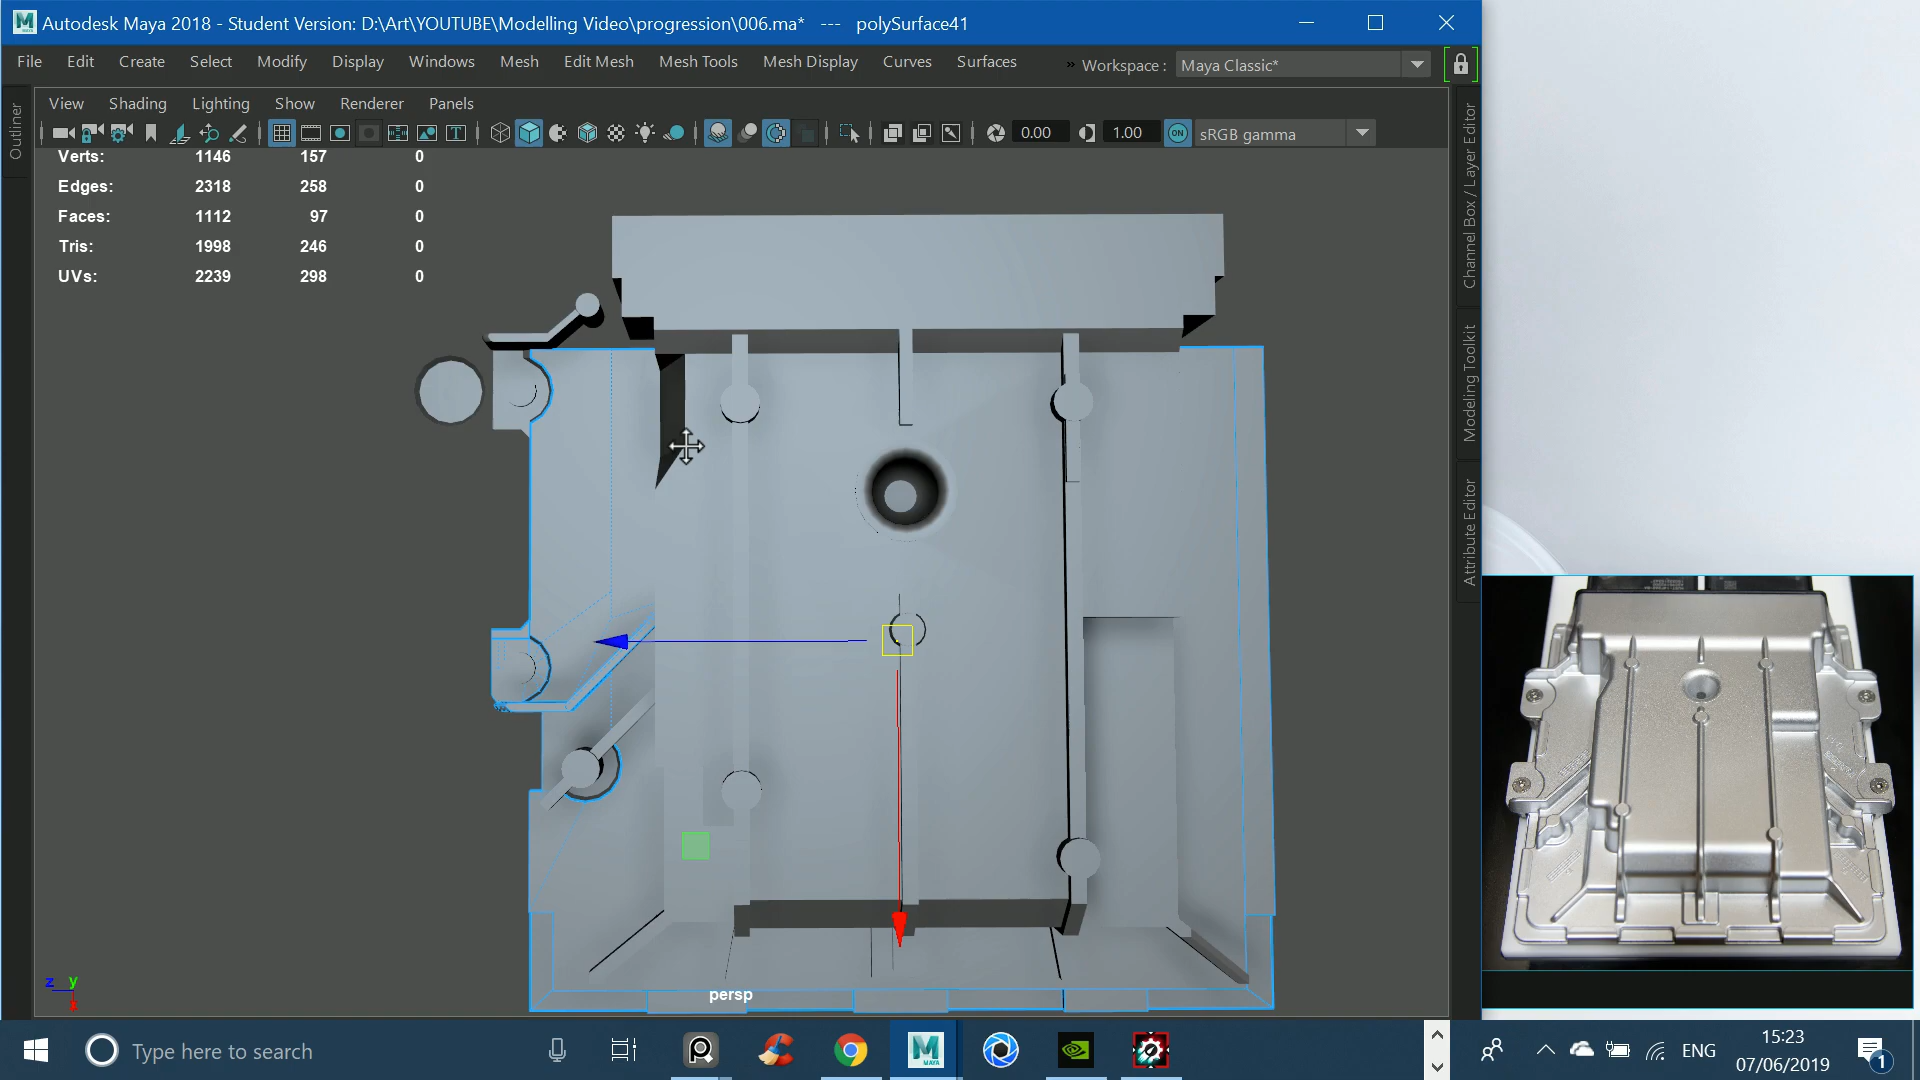 Autodesk Maya 2018 - Student Version: D:\Art\YOUTUBE\Modelling Video\progression\006.ma* --- polySurface41
File Edit Create Select Modify Display Windows Mesh Edit Mesh Mesh Tools Mesh Display Curves Surfaces » Workspace : Maya Classic*
View Shading Lighting Show Renderer Panels
0.00 1.00 ON sRGB gamma
Outliner
Channel Box / Layer Editor
Modeling Toolkit
Attribute Editor
Verts: 1146 157 0
Edges: 2318 258 0
Faces: 1112 97 0
Tris: 1998 246 0
UVs: 2239 298 0
z y
x
persp
Type here to search
MAYA
ENG
15:23
07/06/2019
1